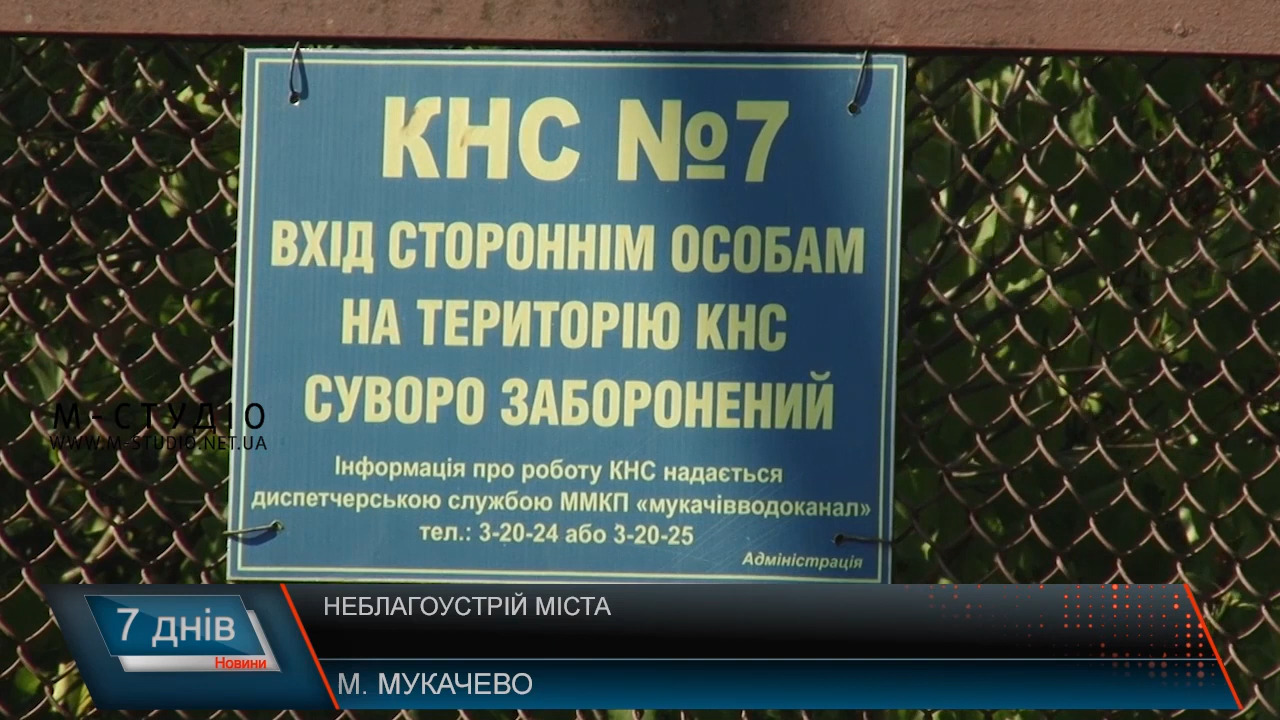 КНС №7
ВХІД СТОРОННІМ ОСОБАМ
НА ТЕРИТОРІЮ КНС
СУВОРО ЗАБОРОНЕНИЙ
Інформація про роботу КНС надається
диспетчерською службою ММКП «мукачівводоканал»
тел.: 3-20-24 або 3-20-25
Адміністрація
М-СТУДІО
WWW.M-STUDIO.NET.UA
7 днів
Новини
НЕБЛАГОУСТРІЙ МІСТА
М. МУКАЧЕВО